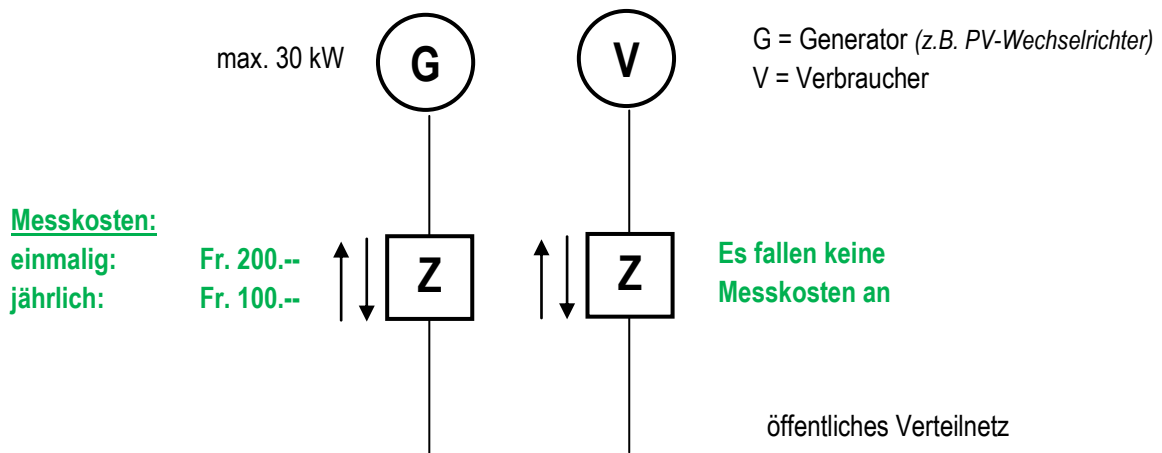 max. 30 kW
G
V
G = Generator (z.B. PV-Wechselrichter)
V = Verbraucher
Messkosten:
einmalig: Fr. 200.--
jährlich: Fr. 100.--
Z
Z
Es fallen keine
Messkosten an
öffentliches Verteilnetz